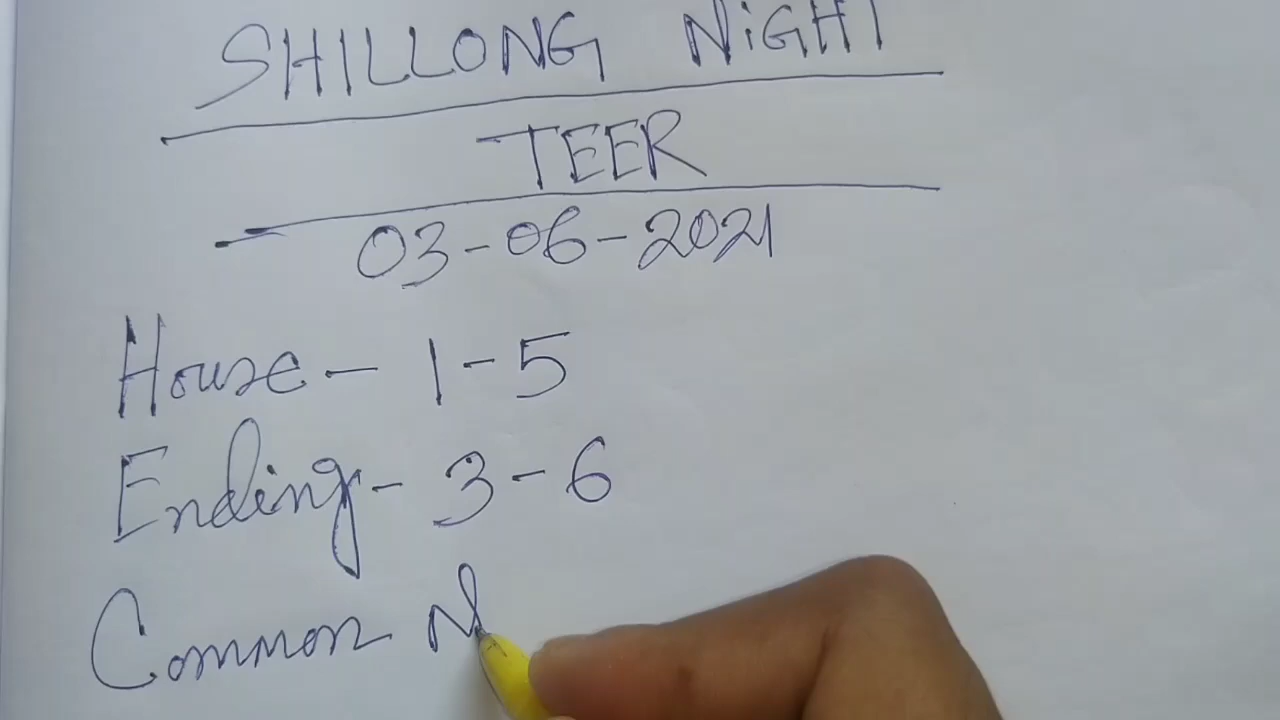 SHILLONG NiGHT
TEER
03-06-2021
House - 1-5
Ending - 3-6
Common N